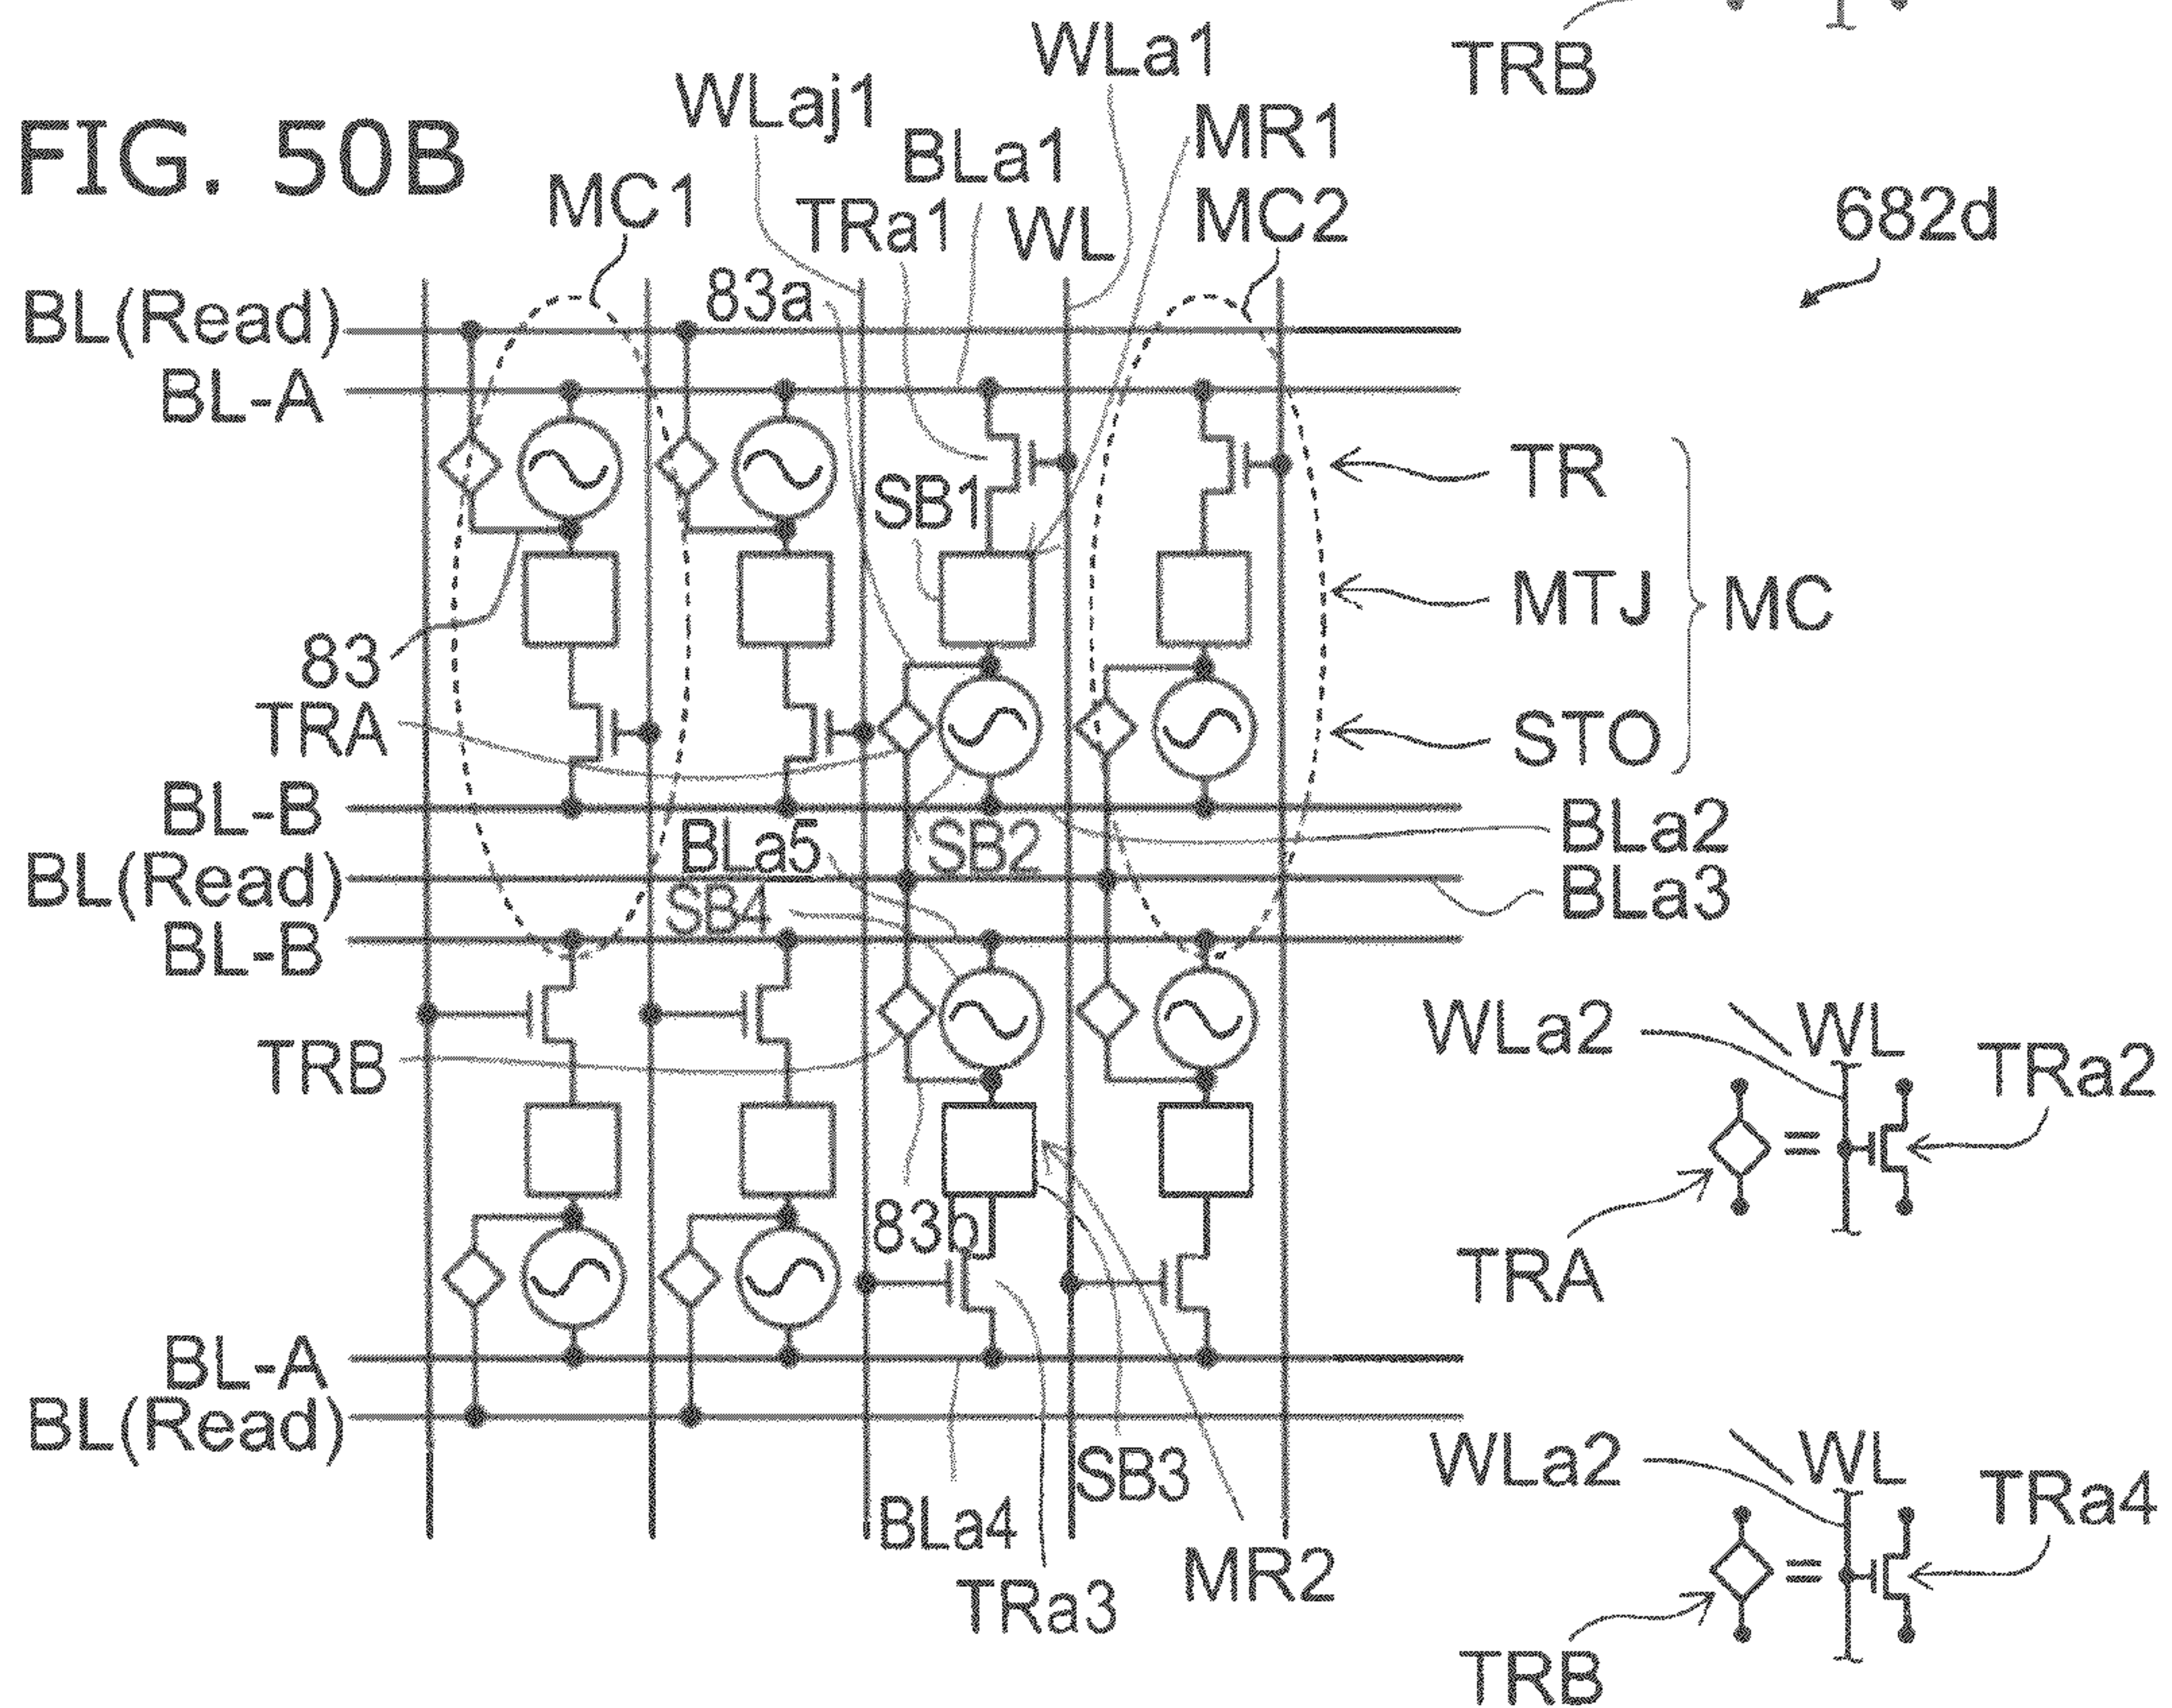 TRB
WLa1
WLaj1
MR1
FIG. 50B
BLa1
MC1
TRa1
WL
MC2
682d
83a
BL(Read)
BL-A
TR
SB1
MTJ
MC
83
TRA
STO
BL-B
BLa5
SB2
BLa2
BL(Read)
SB4
BLa3
BL-B
WLa2
WL
TRB
TRa2
=
83b
TRA
BL-A
BL(Read)
WLa2
WL
SB3
TRa4
BLa4
=
MR2
TRa3
TRB